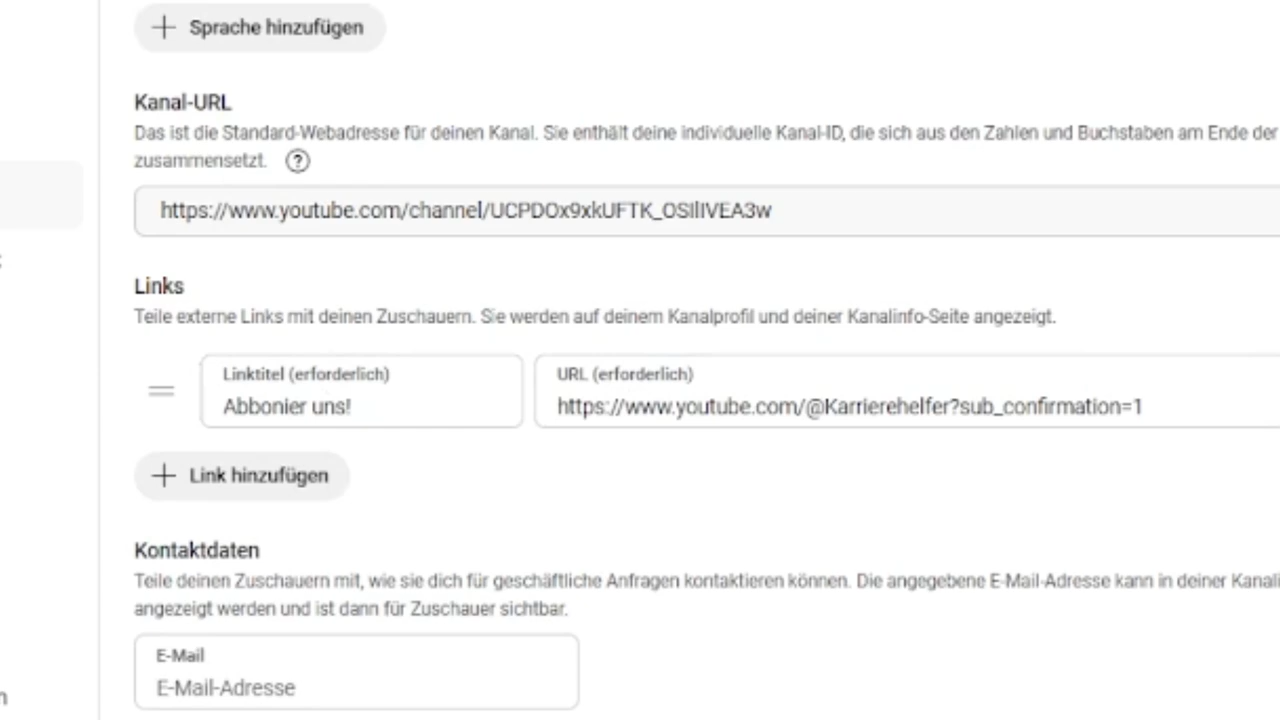 Sprache hinzufügen
Kanal-URL
Das ist die Standard-Webadresse für deinen Kanal. Sie enthält deine individuelle Kanal-ID, die sich aus den Zahlen und Buchstaben am Ende der
zusammensetzt. ?
https://www.youtube.com/channel/UCPDOx9xkUFTK_OSIlIVEA3w
Links
Teile externe Links mit deinen Zuschauern. Sie werden auf deinem Kanalprofil und deiner Kanalinfo-Seite angezeigt.
Linktitel (erforderlich) URL (erforderlich)
Abbonier uns! https://www.youtube.com/@Karrierehelfer?sub_confirmation=1
Link hinzufügen
Kontaktdaten
Teile deinen Zuschauern mit, wie sie dich für geschäftliche Anfragen kontaktieren können. Die angegebene E-Mail-Adresse kann in deiner Kanali
angezeigt werden und ist dann für Zuschauer sichtbar.
E-Mail
E-Mail-Adresse